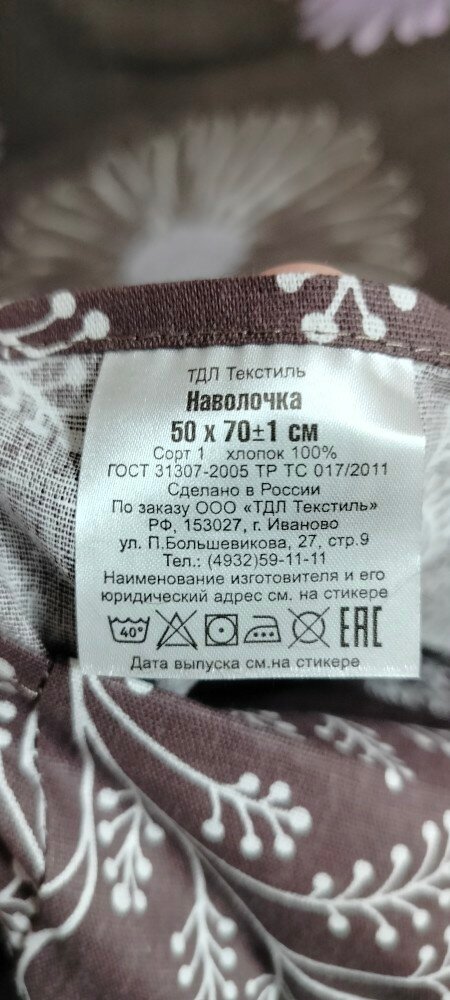 ТДЛ Текстиль
Наволочка
50 х 70±1 см
Сорт 1 хлопок 100%
ГОСТ 31307-2005 ТР ТС 017/2011
Сделано в России
По заказу ООО «ТДЛ Текстиль»
РФ, 153027, г. Иваново
ул. П.Большевикова, 27, стр.9
Тел.: (4932)59-11-11
Наименование изготовителя и его
юридический адрес см. на стикере
40° EAC
Дата выпуска см.на стикере